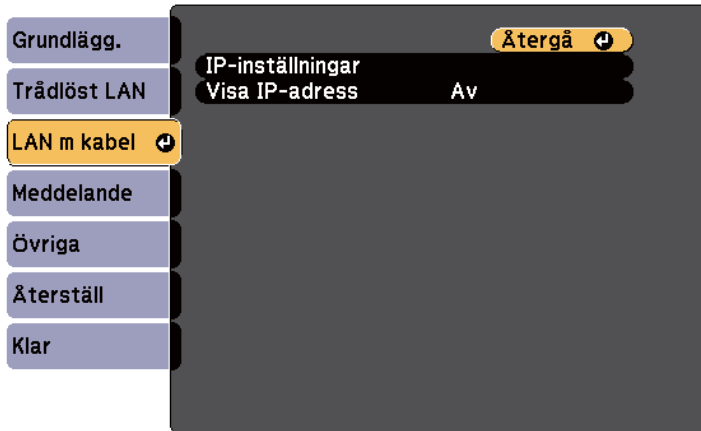 Grundlägg.
Trådlöst LAN
LAN m kabel
Meddelande
Övriga
Återställ
Klar
Återgå
IP-inställningar
Visa IP-adress Av